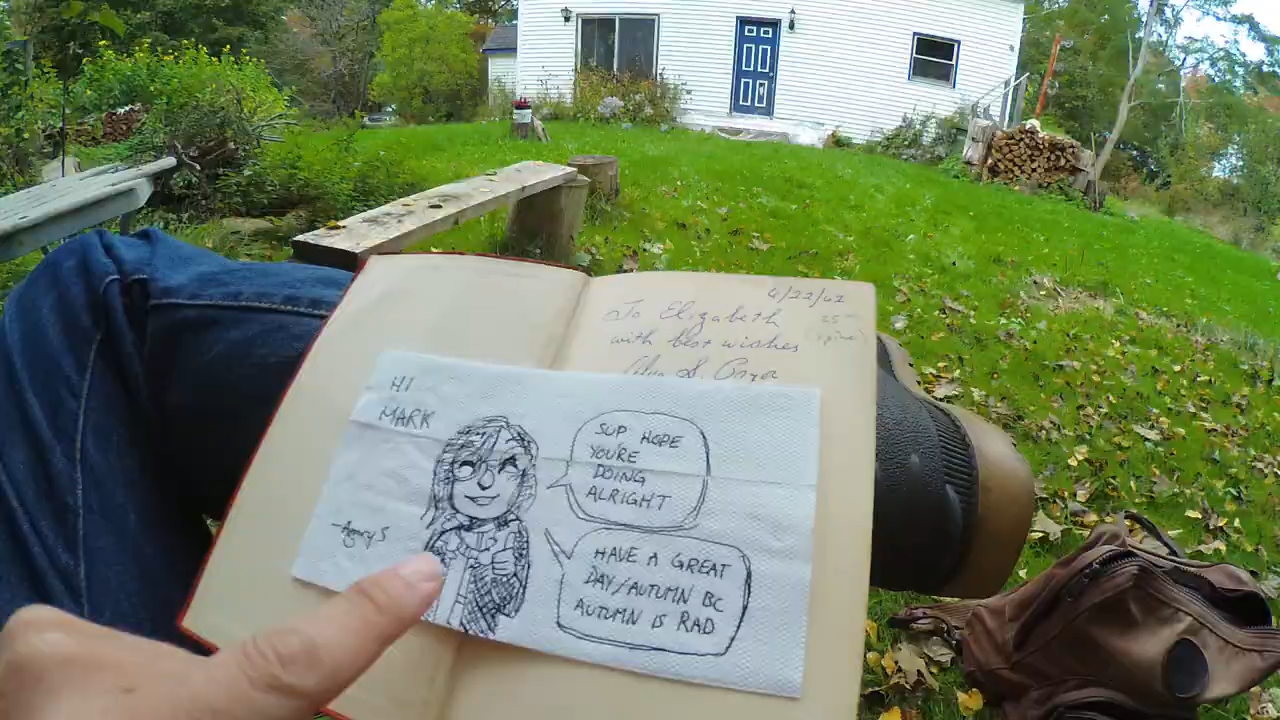 4/22/61
To Elizabeth
with best wishes
HI
MARK
SUP HOPE
YOU'RE
DOING
ALRIGHT
HAVE A GREAT
DAY/AUTUMN BC
AUTUMN IS RAD